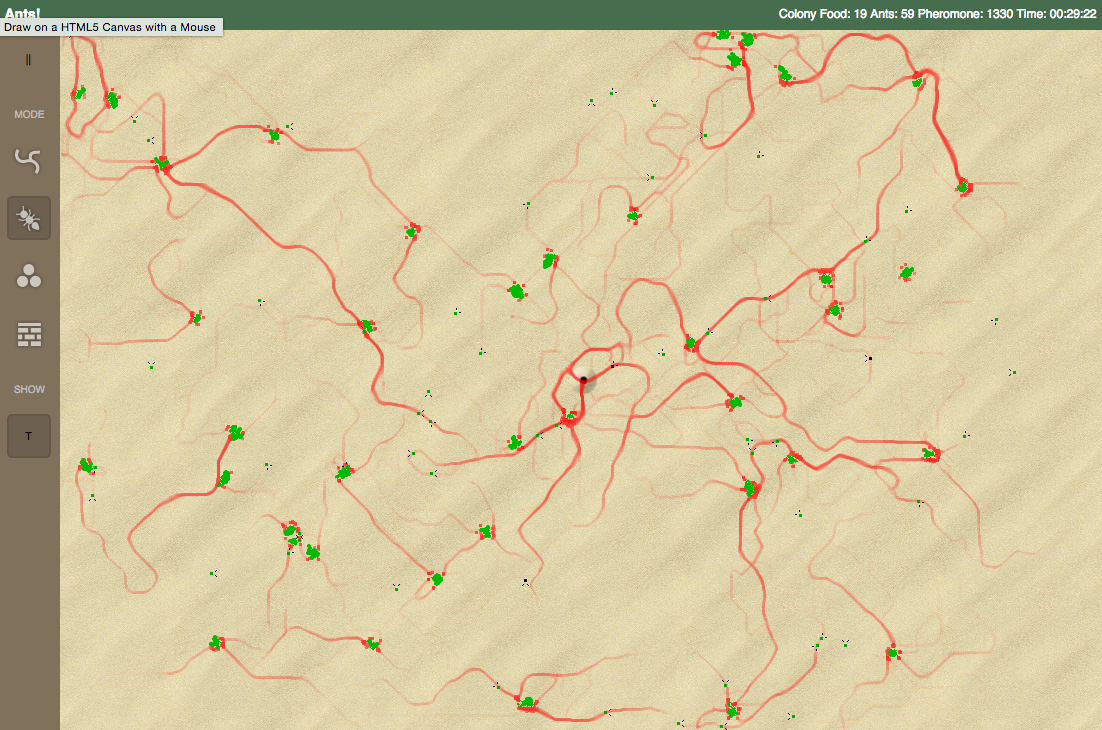 Ants!
Colony Food: 19 Ants: 59 Pheromone: 1330 Time: 00:29:22
Draw on a HTML5 Canvas with a Mouse
||
MODE
SHOW
T